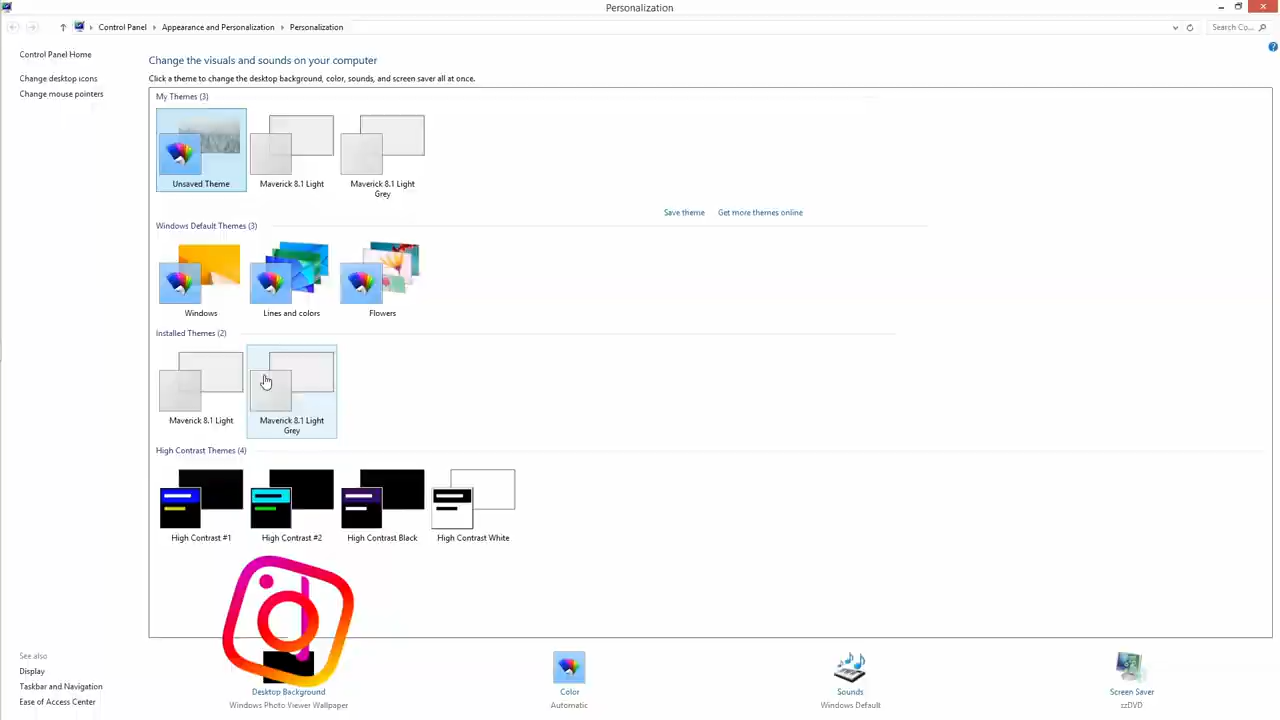 Personalization
Control Panel
Appearance and Personalization
Personalization
Search Co...
Control Panel Home
Change desktop icons
Change mouse pointers
Change the visuals and sounds on your computer
Click a theme to change the desktop background, color, sounds, and screen saver all at once.
My Themes (3)
Unsaved Theme
Maverick 8.1 Light
Maverick 8.1 Light
Grey
Save theme
Get more themes online
Windows Default Themes (3)
Windows
Lines and colors
Flowers
Installed Themes (2)
Maverick 8.1 Light
Maverick 8.1 Light
Grey
High Contrast Themes (4)
High Contrast #1
High Contrast #2
High Contrast Black
High Contrast White
See also
Display
Taskbar and Navigation
Ease of Access Center
Desktop Background
Windows Photo Viewer Wallpaper
Color
Automatic
Sounds
Windows Default
Screen Saver
zzDVD